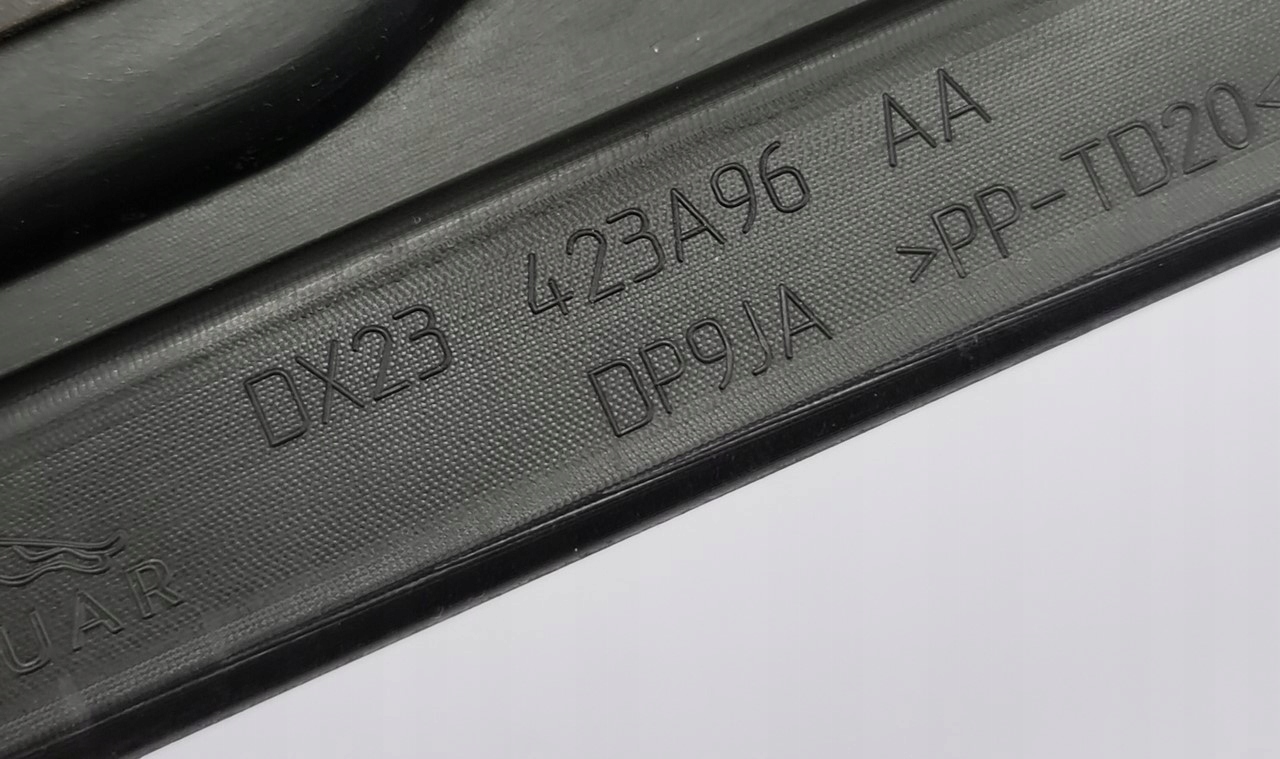 DX23 423A96 AA
DP9JA >PP-TD20<
UAR